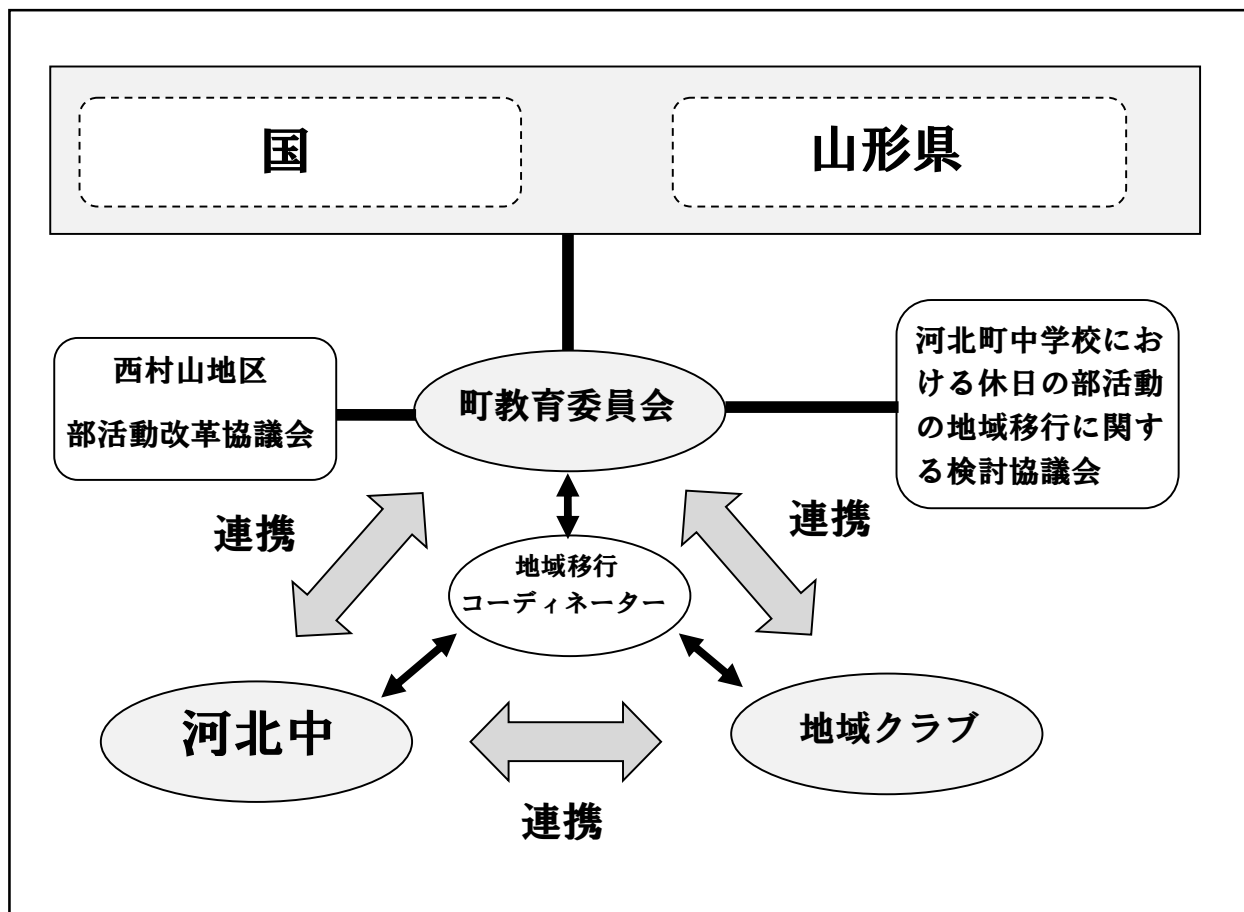 国
山形県
西村山地区
部活動改革協議会
町教育委員会
河北町中学校にお
ける休日の部活動
の地域移行に関す
る検討協議会
連携
連携
地域移行
コーディネーター
河北中
地域クラブ
連携